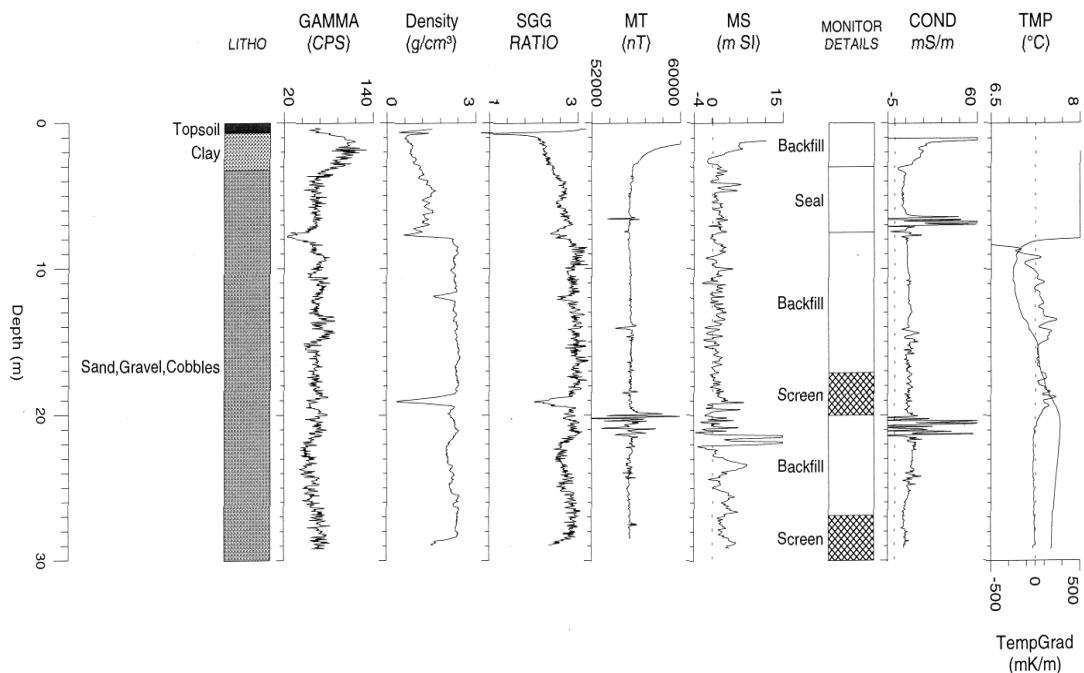 LITHO
GAMMA
(CPS)
Density
(g/cm³)
SGG
RATIO
MT
(nT)
MS
(m SI)
MONITOR
DETAILS
COND
mS/m
TMP
(°C)
20
140
0
3
1
3
52000
60000
-4
0
15
-5
60
6.5
8
0
Topsoil
Clay
Backfill
Seal
10
Backfill
Sand,Gravel,Cobbles
Screen
20
Backfill
Screen
30
Depth (m)
-500
0
500
TempGrad
(mK/m)